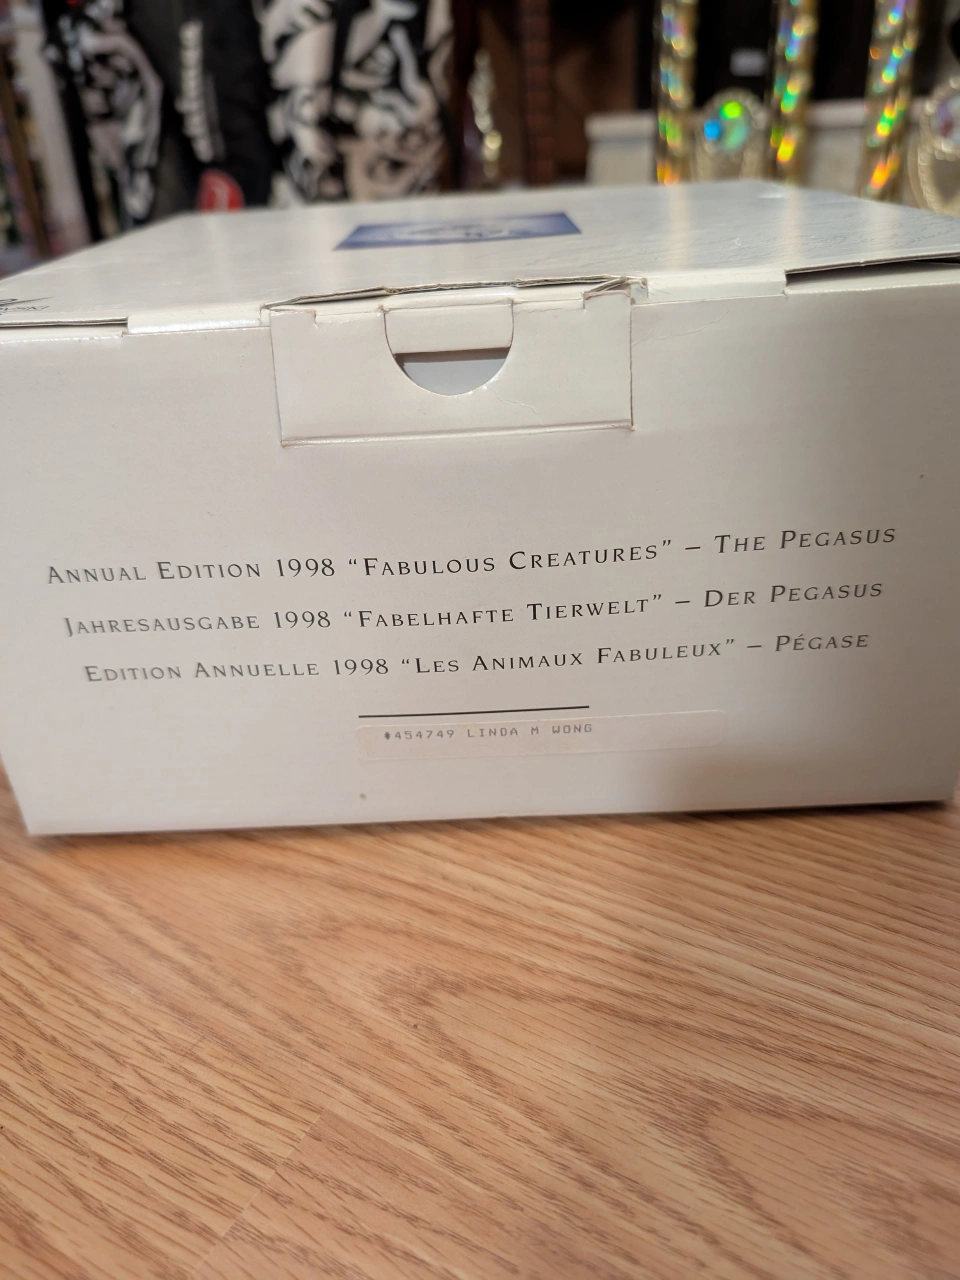 ANNUAL EDITION 1998 “FABULOUS CREATURES” – THE PEGASUS
JAHRESAUSGABE 1998 “FABELHAFTE TIERWELT” – DER PEGASUS
EDITION ANNUELLE 1998 “LES ANIMAUX FABULEUX” – PÉGASE
#454749 LINDA M WONG